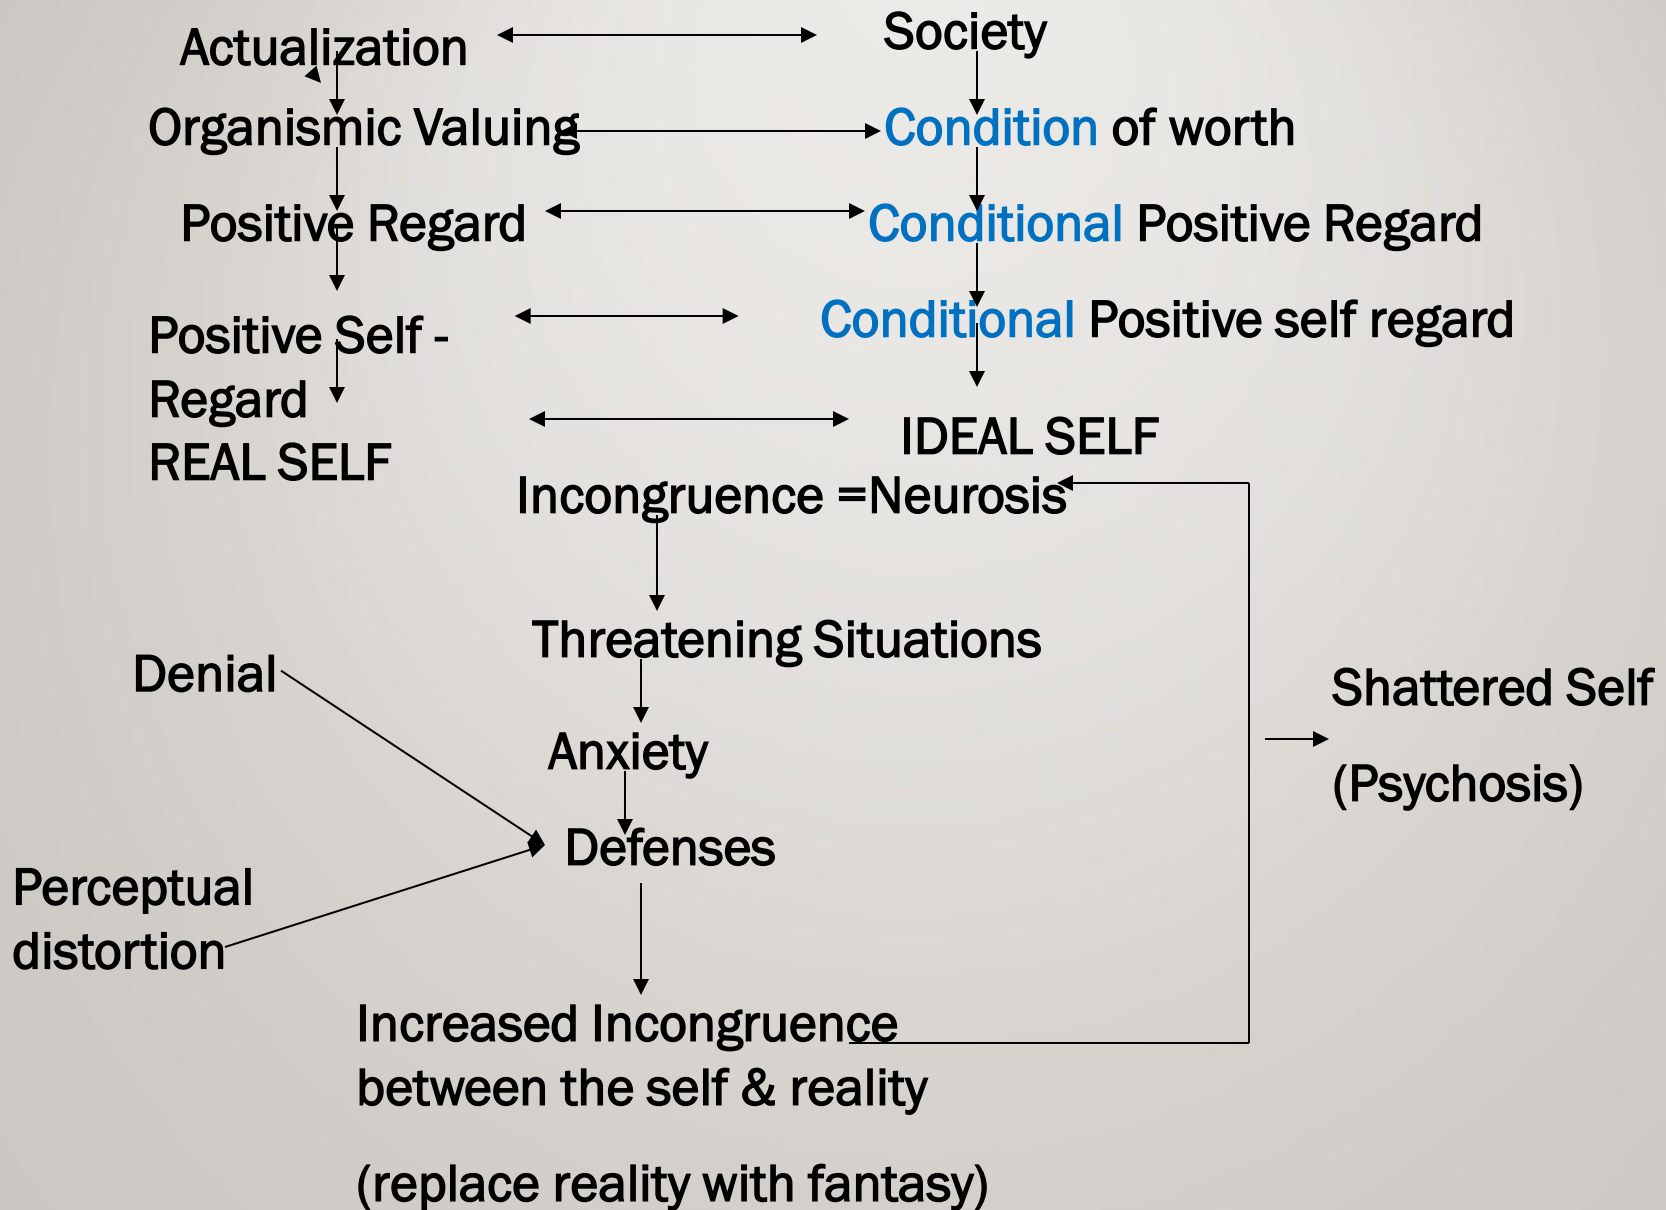 Actualization
Society
Organismic Valuing
Condition of worth
Positive Regard
Conditional Positive Regard
Positive Self -
Regard
Conditional Positive self regard
REAL SELF
IDEAL SELF
Incongruence =Neurosis
Threatening Situations
Denial
Shattered Self
(Psychosis)
Anxiety
Defenses
Perceptual
distortion
Increased Incongruence
between the self & reality
(replace reality with fantasy)